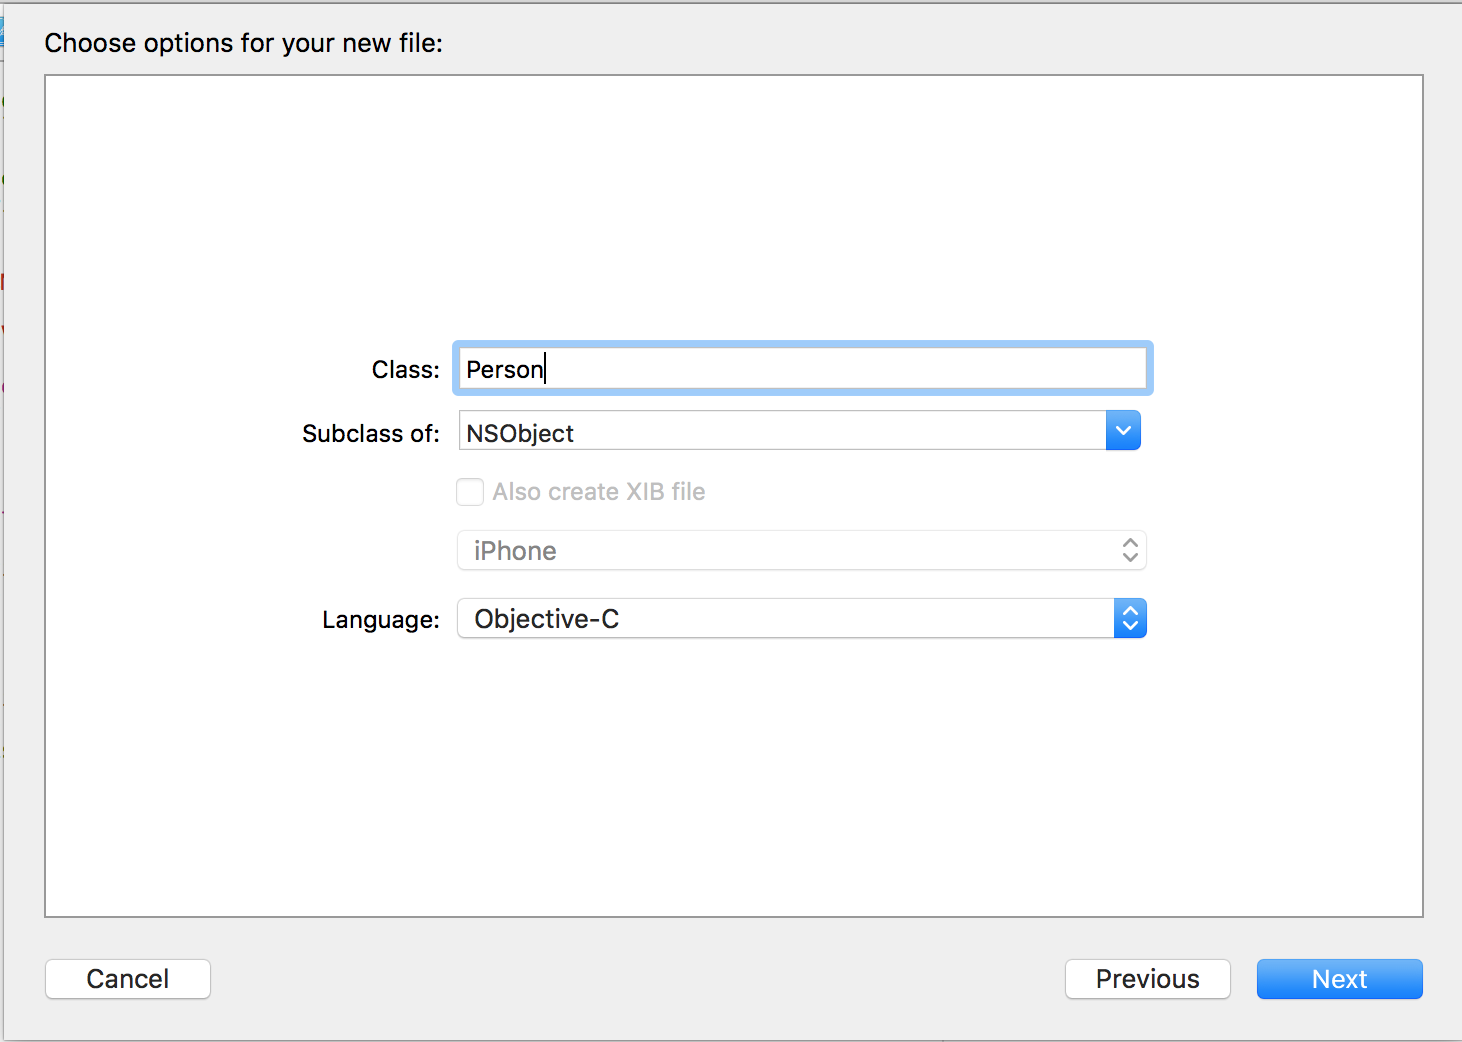 Choose options for your new file:
Class: Person
Subclass of: NSObject
Also create XIB file
iPhone
Language: Objective-C
Cancel Previous Next